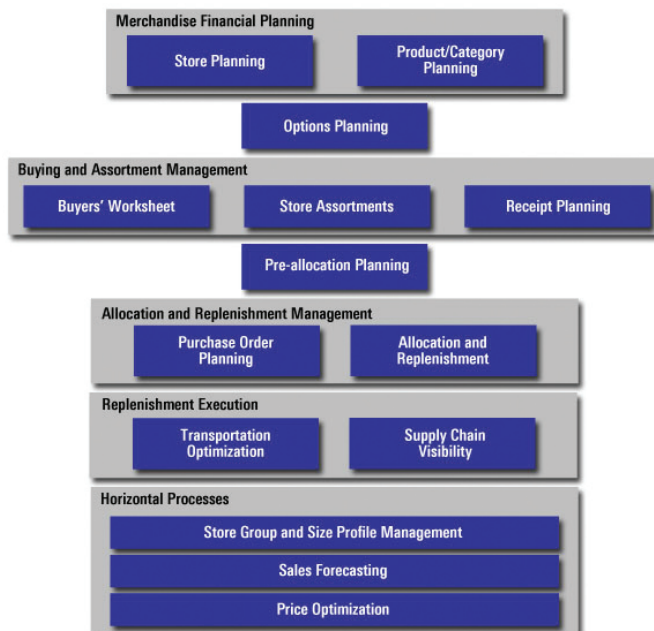 Merchandise Financial Planning
Store Planning
Product/Category
Planning
Options Planning
Buying and Assortment Management
Buyers' Worksheet
Store Assortments
Receipt Planning
Pre-allocation Planning
Allocation and Replenishment Management
Purchase Order
Planning
Allocation and
Replenishment
Replenishment Execution
Transportation
Optimization
Supply Chain
Visibility
Horizontal Processes
Store Group and Size Profile Management
Sales Forecasting
Price Optimization